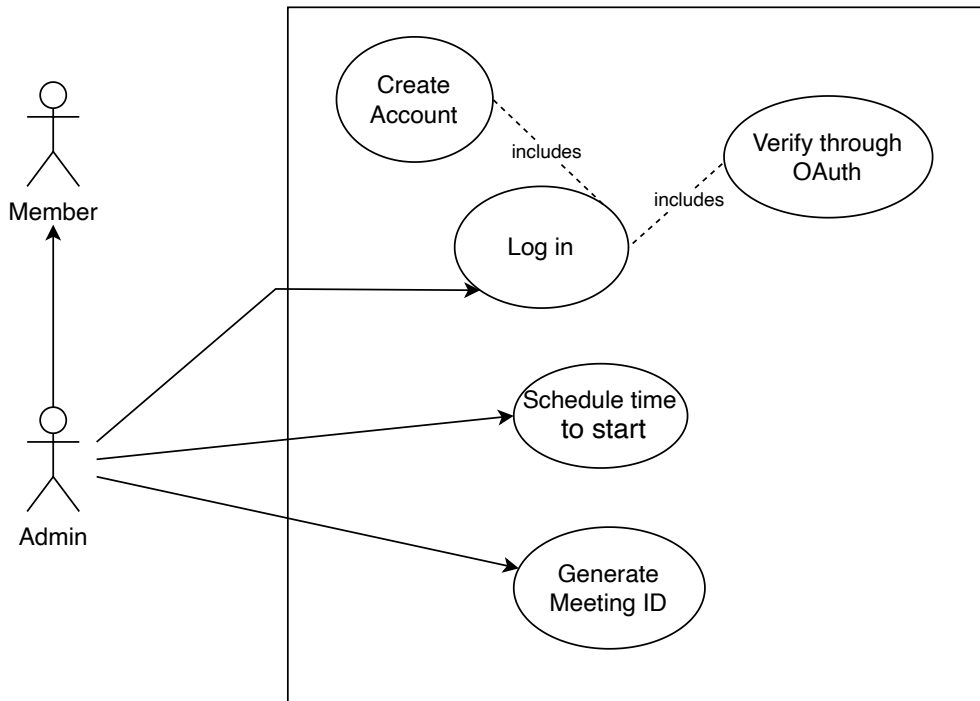 Create
Account
Verify through
OAuth
includes
includes
Member
Log in
Schedule time
to start
Admin
Generate
Meeting ID